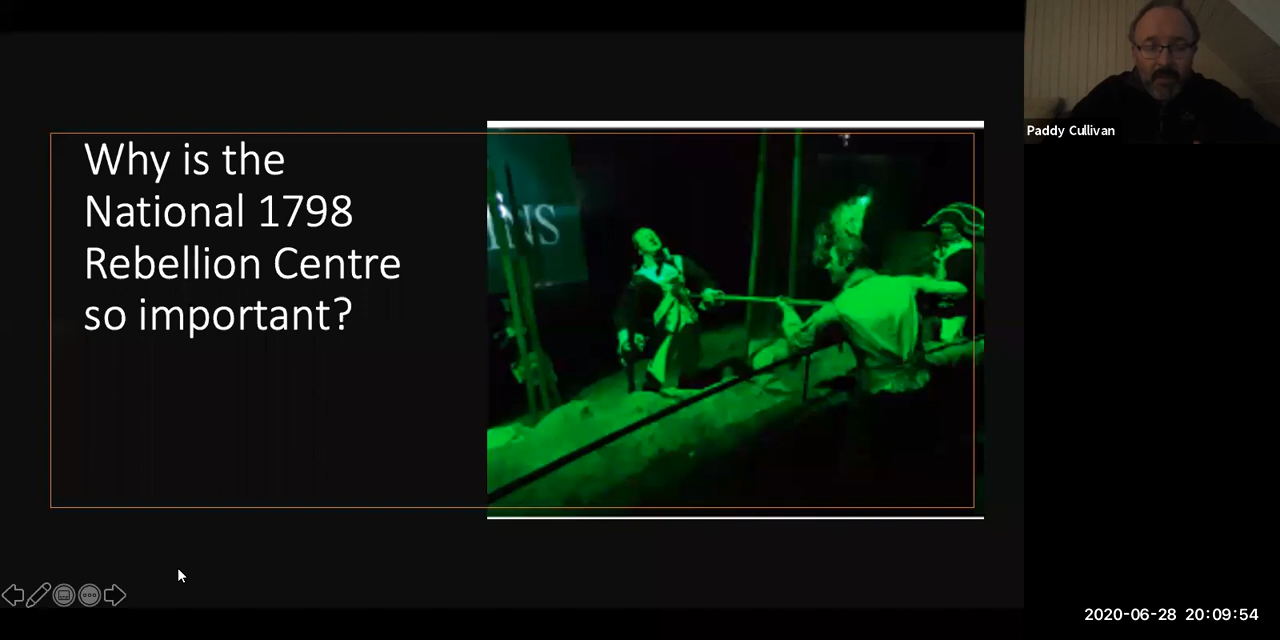 Why is the
National 1798
Rebellion Centre
so important?
Paddy Cullivan
2020-06-28 20:09:54